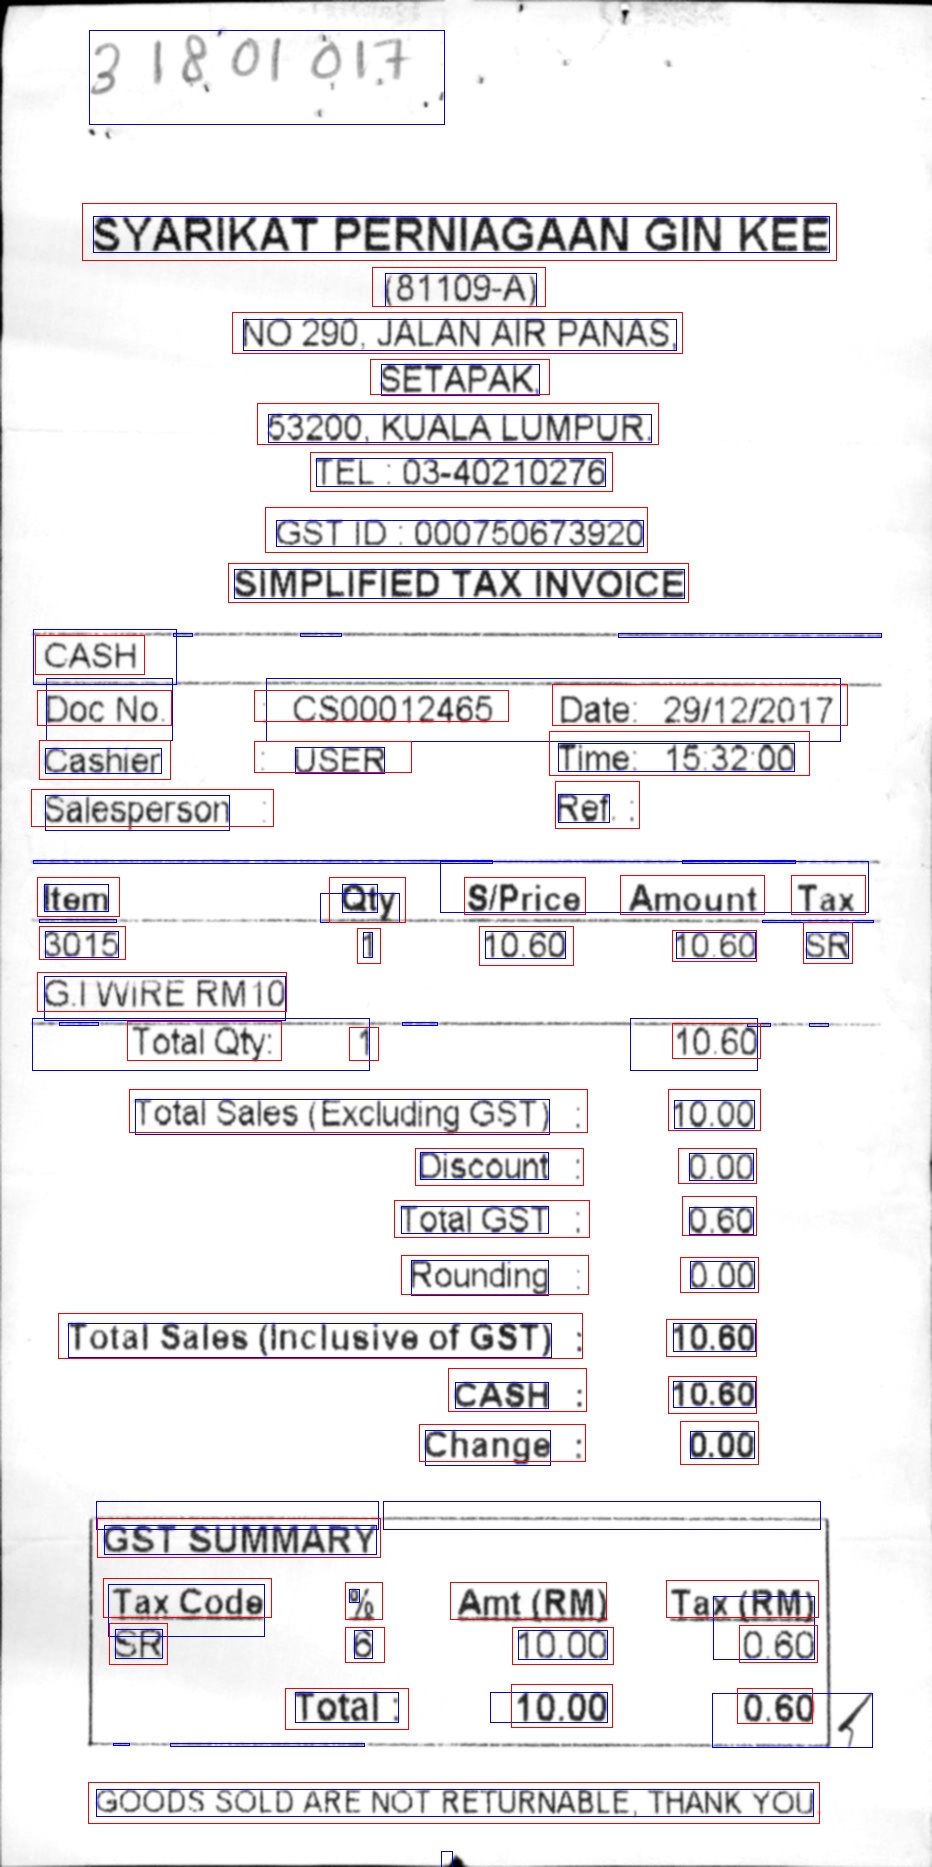 318 01 017
SYARIKAT PERNIAGAAN GIN KEE
(81109-A)
NO 290, JALAN AIR PANAS,
SETAPAK,
53200, KUALA LUMPUR.
TEL : 03-40210276
GST ID : 000750673920
SIMPLIFIED TAX INVOICE
CASH
Doc No. : CS00012465 Date: 29/12/2017
Cashier : USER Time: 15:32:00
Salesperson : Ref. :
Item Qty S/Price Amount Tax
3015 1 10.60 10.60 SR
G.I WIRE RM10
Total Qty: 1 10.60
Total Sales (Excluding GST) : 10.00
Discount : 0.00
Total GST : 0.60
Rounding : 0.00
Total Sales (Inclusive of GST) : 10.60
CASH : 10.60
Change : 0.00
GST SUMMARY
Tax Code % Amt (RM) Tax (RM)
SR 6 10.00 0.60
Total : 10.00 0.60
GOODS SOLD ARE NOT RETURNABLE, THANK YOU